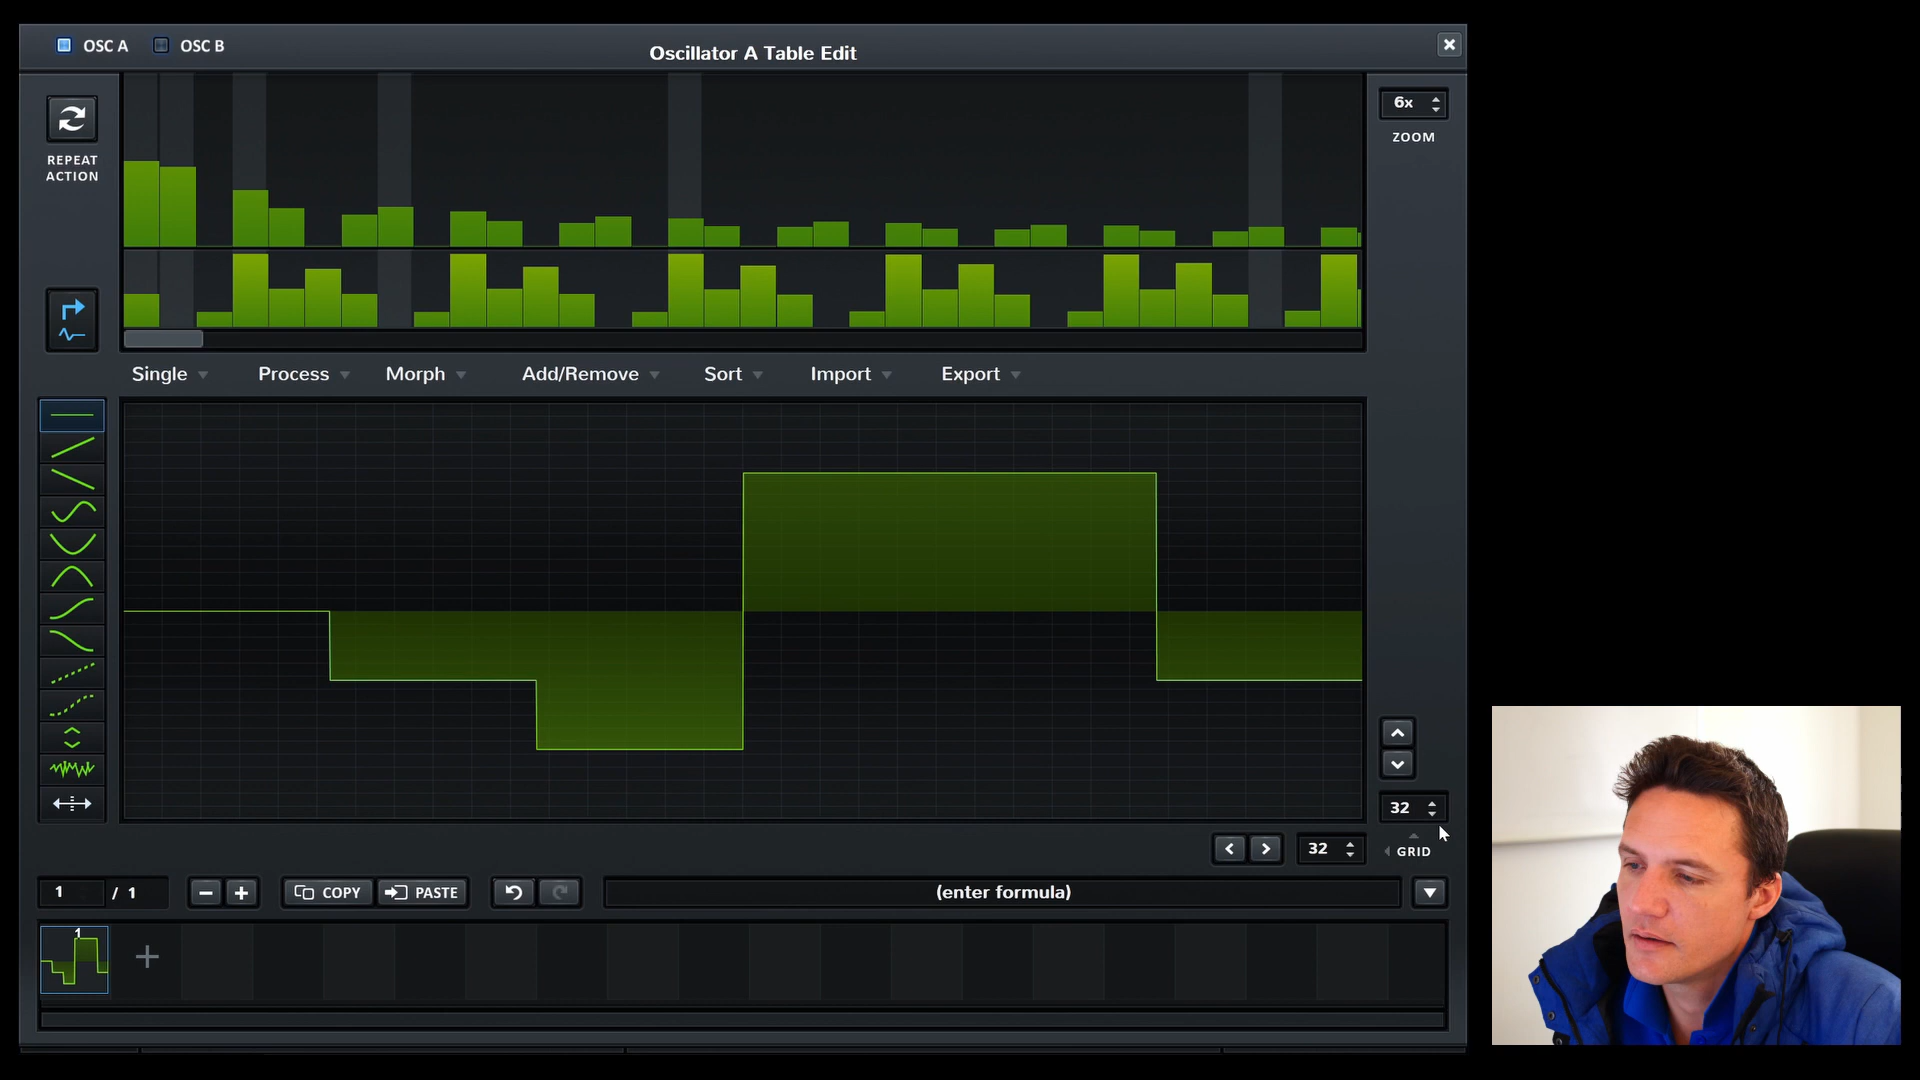 OSC A
OSC B
Oscillator A Table Edit
6x
ZOOM
REPEAT
ACTION
Single
Process
Morph
Add/Remove
Sort
Import
Export
32
32
GRID
1
/ 1
COPY
PASTE
(enter formula)
1